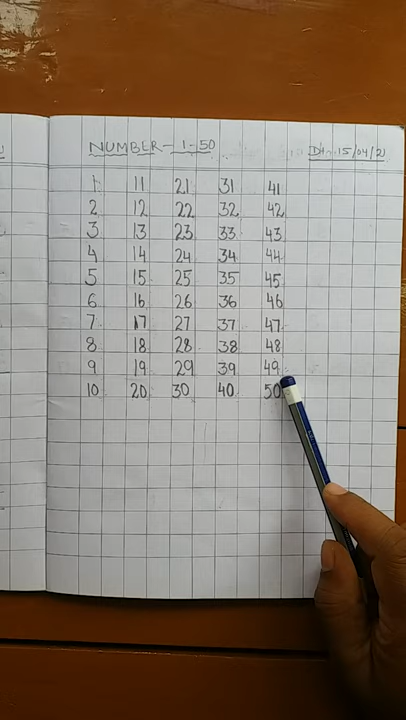 NUMBER - 1-50 Dt~ 15/04/21
1 11 21 31 41
2 12 22 32 42
3 13 23 33 43
4 14 24 34 44
5 15 25 35 45
6 16 26 36 46
7 17 27 37 47
8 18 28 38 48
9 19 29 39 49
10 20 30 40 50